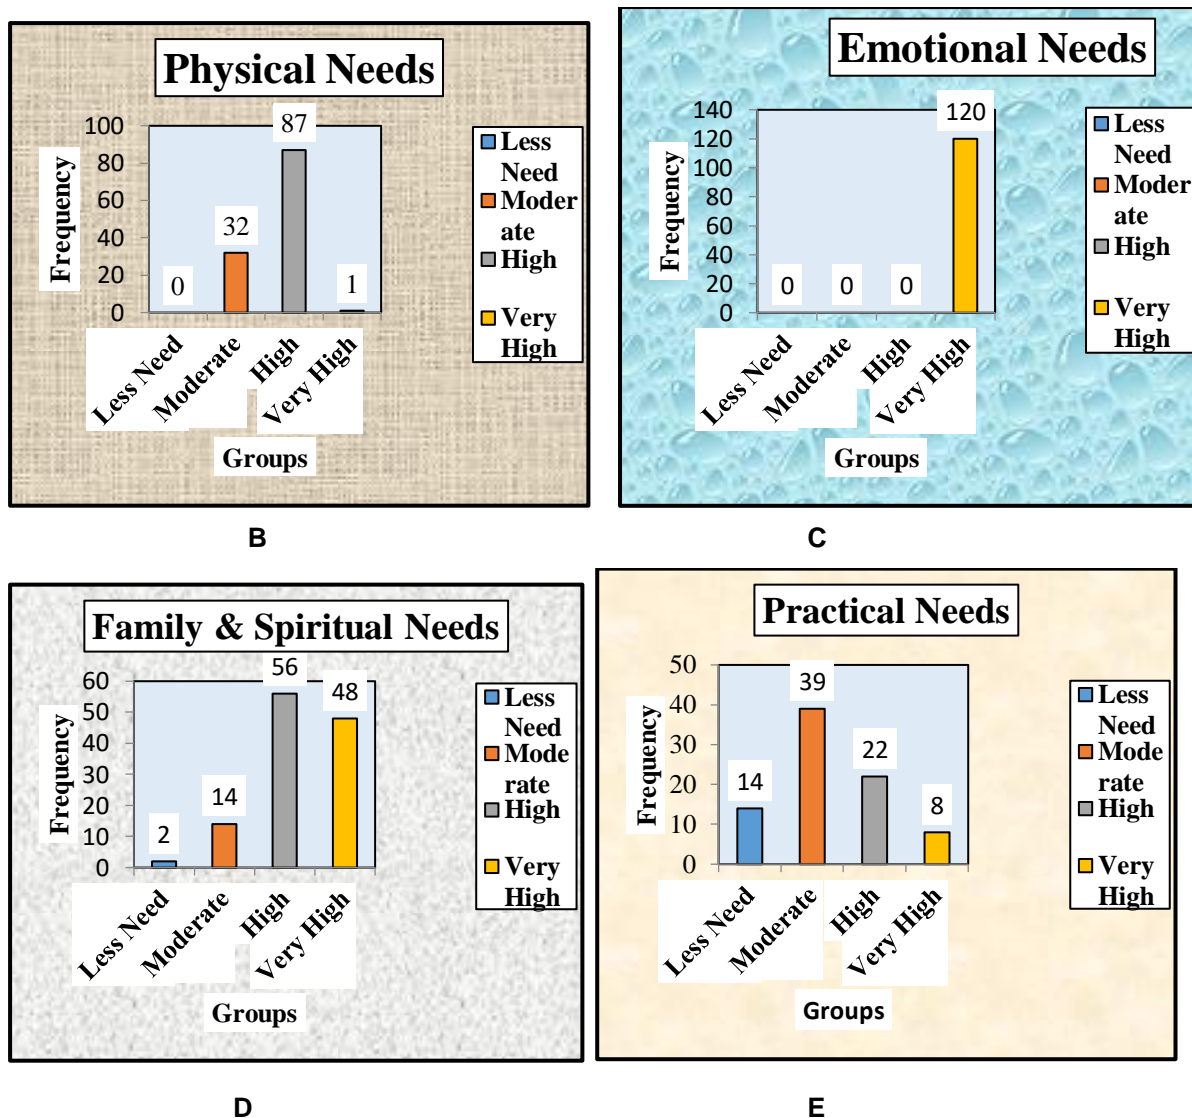 Physical Needs
100
80
60
40
20
0
Frequency
0
32
87
1
Less Need
Moderate
High
Very High
Groups
Less
Need
Moder
ate
High
Very
High
B
Emotional Needs
140
120
100
80
60
40
20
0
Frequency
0
0
0
120
Less Need
Moderate
High
Very High
Groups
Less
Need
Moder
ate
High
Very
High
C
Family & Spiritual Needs
60
50
40
30
20
10
0
Frequency
2
14
56
48
Less Need
Moderate
High
Very High
Groups
Less
Need
Mode
rate
High
Very
High
D
Practical Needs
50
40
30
20
10
0
Frequency
14
39
22
8
Less Need
Moderate
High
Very High
Groups
Less
Need
Mode
rate
High
Very
High
E